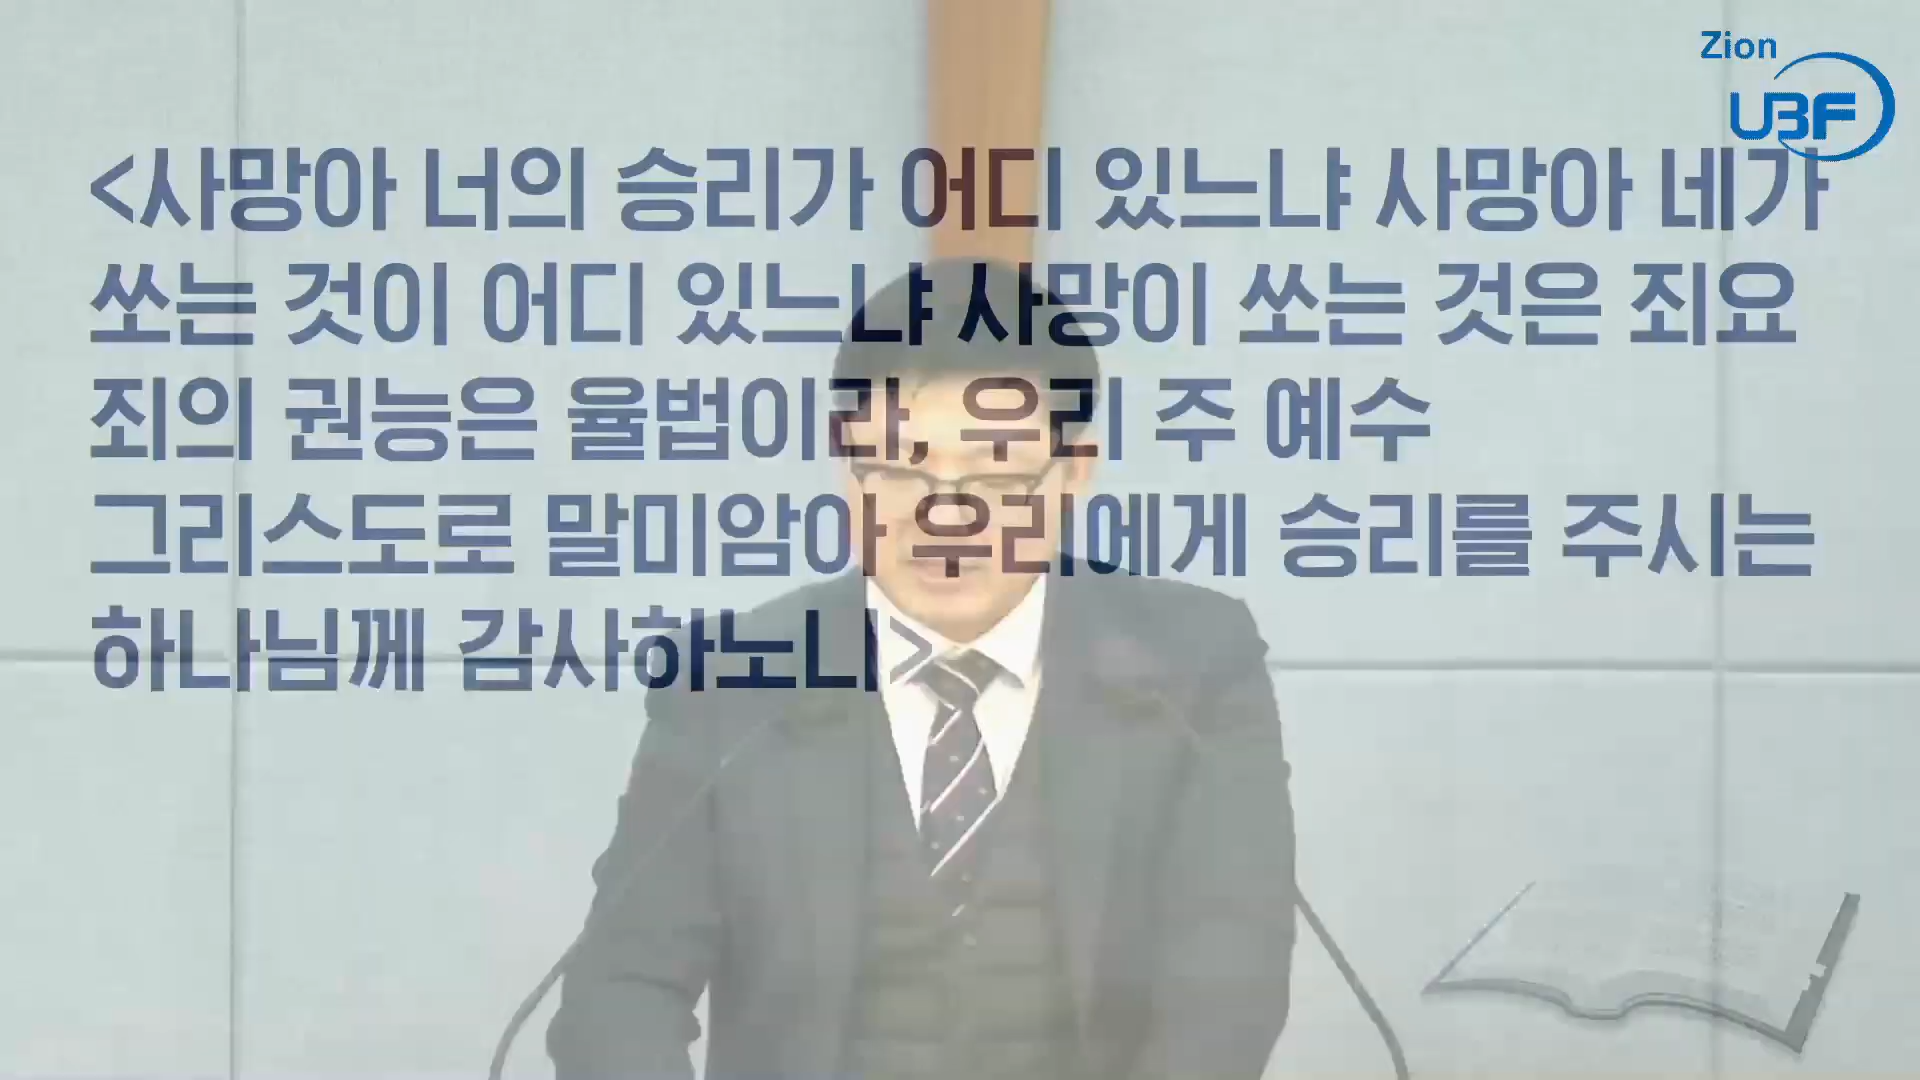 Zion
UBF
<사망아 너의 승리가 어디 있느냐 사망아 네가
쏘는 것이 어디 있느냐 사망이 쏘는 것은 죄요
죄의 권능은 율법이라, 우리 주 예수
그리스도로 말미암아 우리에게 승리를 주시는
하나님께 감사하노니>